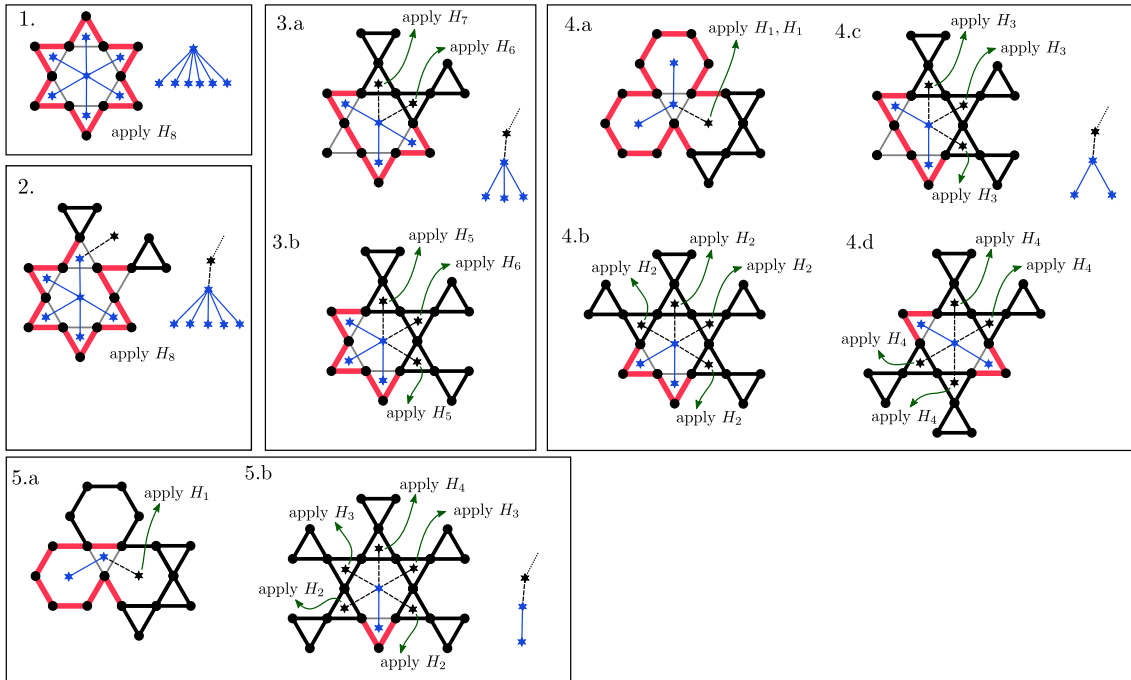 1.
apply H₈
2.
apply H₈
3.a
apply H₇
apply H₆
3.b
apply H₅
apply H₆
apply H₅
4.a
apply H₁, H₁
4.c
apply H₃
apply H₃
apply H₃
4.b
apply H₂
apply H₂
apply H₂
apply H₂
4.d
apply H₄
apply H₄
apply H₄
apply H₄
5.a
apply H₁
5.b
apply H₄
apply H₃
apply H₃
apply H₂
apply H₂